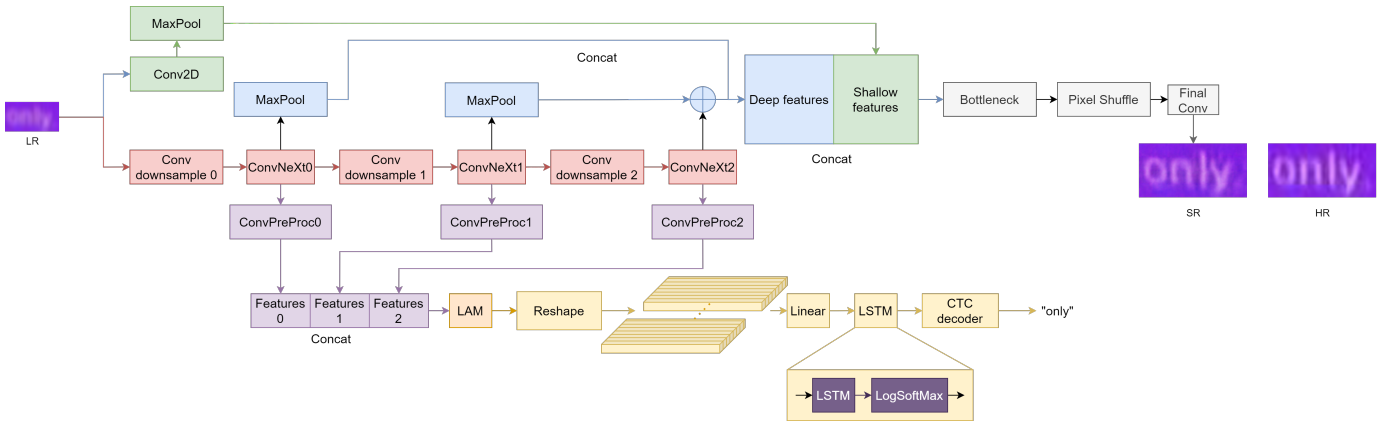 MaxPool
Conv2D
Concat
MaxPool
MaxPool
Deep features
Shallow
features
Concat
Bottleneck
Pixel Shuffle
Final
Conv
only
LR
Conv
downsample 0
ConvNeXt0
Conv
downsample 1
ConvNeXt1
Conv
downsample 2
ConvNeXt2
only
SR
only
HR
ConvPreProc0
ConvPreProc1
ConvPreProc2
Features
0
Features
1
Features
2
Concat
LAM
Reshape
Linear
LSTM
CTC
decoder
"only"
LSTM
LogSoftMax